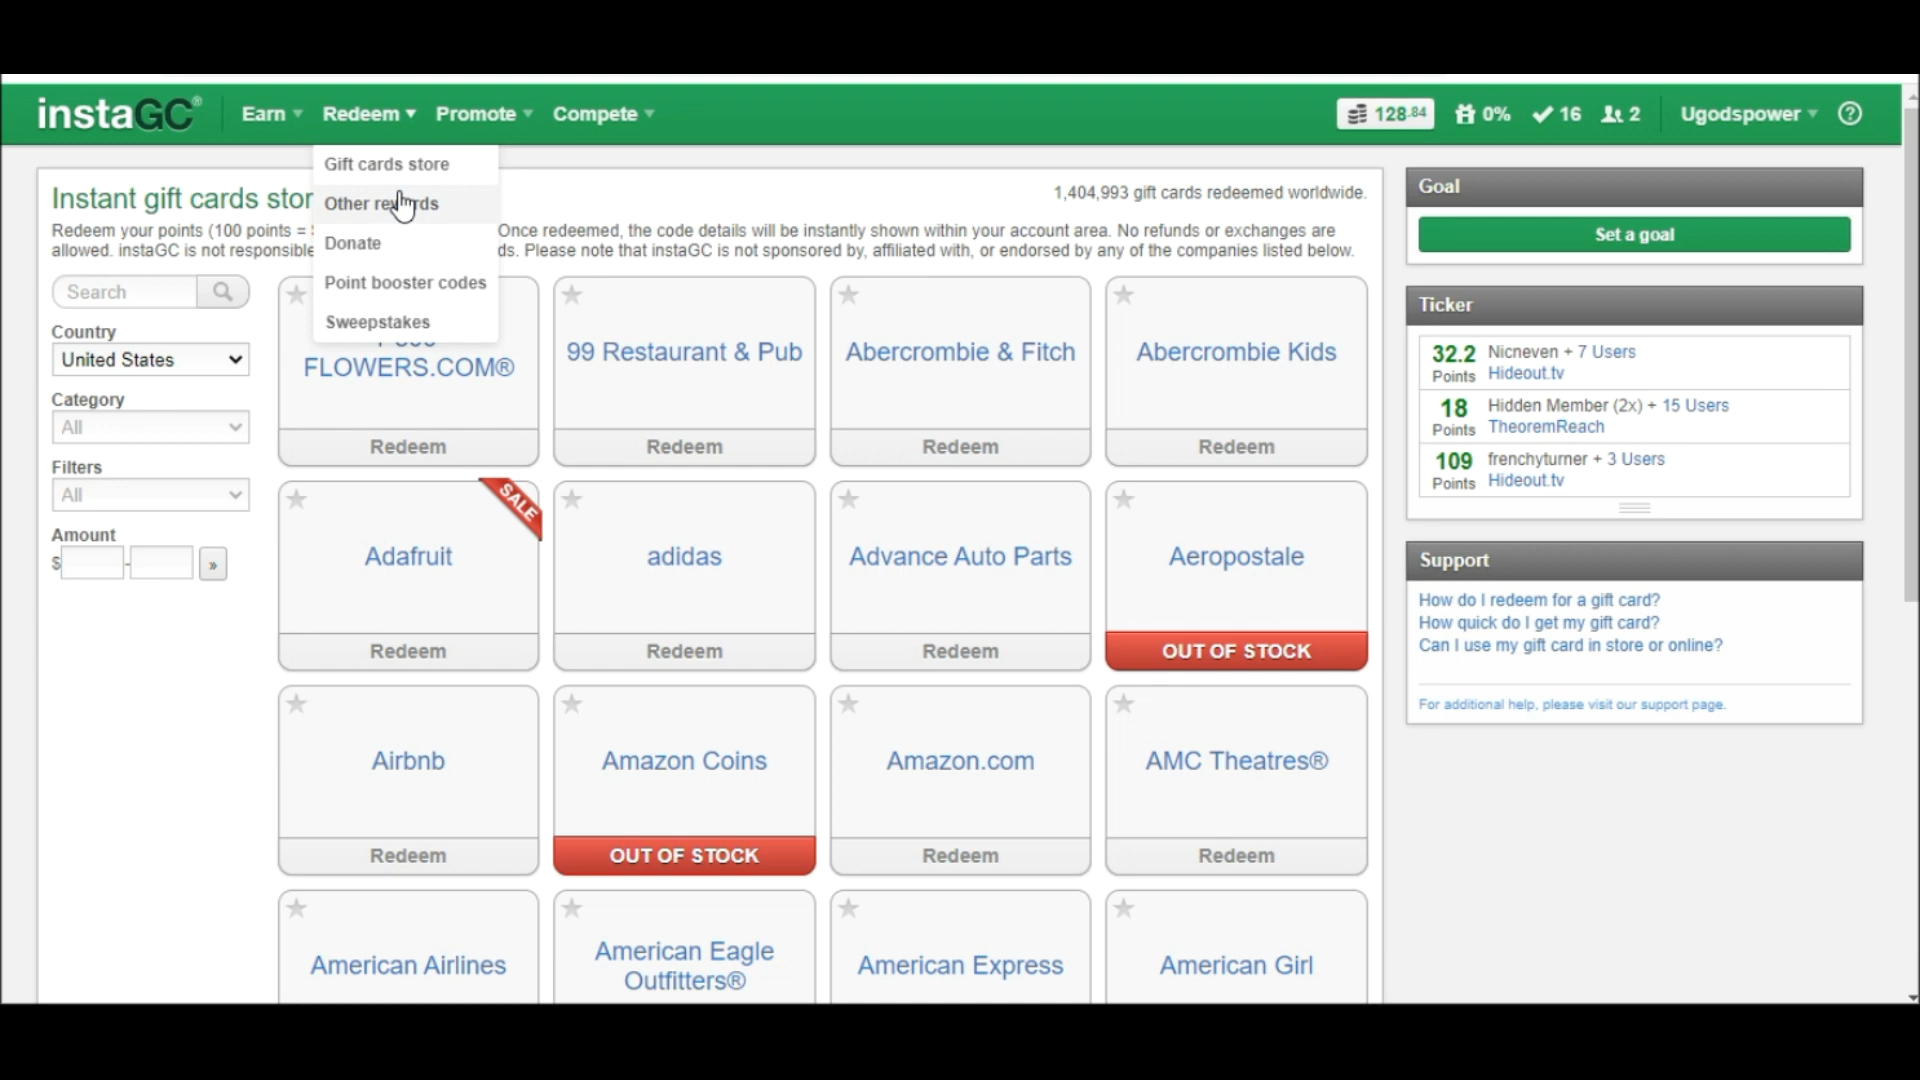 instaGC®
Earn Redeem Promote Compete
128.84 0% 16 2 Ugodspower ?
Gift cards store
Other rewards
Donate
Point booster codes
Sweepstakes
Instant gift cards stor
1,404,993 gift cards redeemed worldwide.
Redeem your points (100 points = Once redeemed, the code details will be instantly shown within your account area. No refunds or exchanges are
allowed. instaGC is not responsible ds. Please note that instaGC is not sponsored by, affiliated with, or endorsed by any of the companies listed below.
Search
Country
United States
Category
All
Filters
All
Amount
$ - »
FLOWERS.COM®
Redeem
99 Restaurant & Pub
Redeem
Abercrombie & Fitch
Redeem
Abercrombie Kids
Redeem
SALE
Adafruit
Redeem
adidas
Redeem
Advance Auto Parts
Redeem
Aeropostale
OUT OF STOCK
Airbnb
Redeem
Amazon Coins
OUT OF STOCK
Amazon.com
Redeem
AMC Theatres®
Redeem
American Airlines
American Eagle
Outfitters®
American Express
American Girl
Goal
Set a goal
Ticker
32.2 Nicneven + 7 Users
Points Hideout.tv
18 Hidden Member (2x) + 15 Users
Points TheoremReach
109 frenchyturner + 3 Users
Points Hideout.tv
Support
How do I redeem for a gift card?
How quick do I get my gift card?
Can I use my gift card in store or online?
For additional help, please visit our support page.